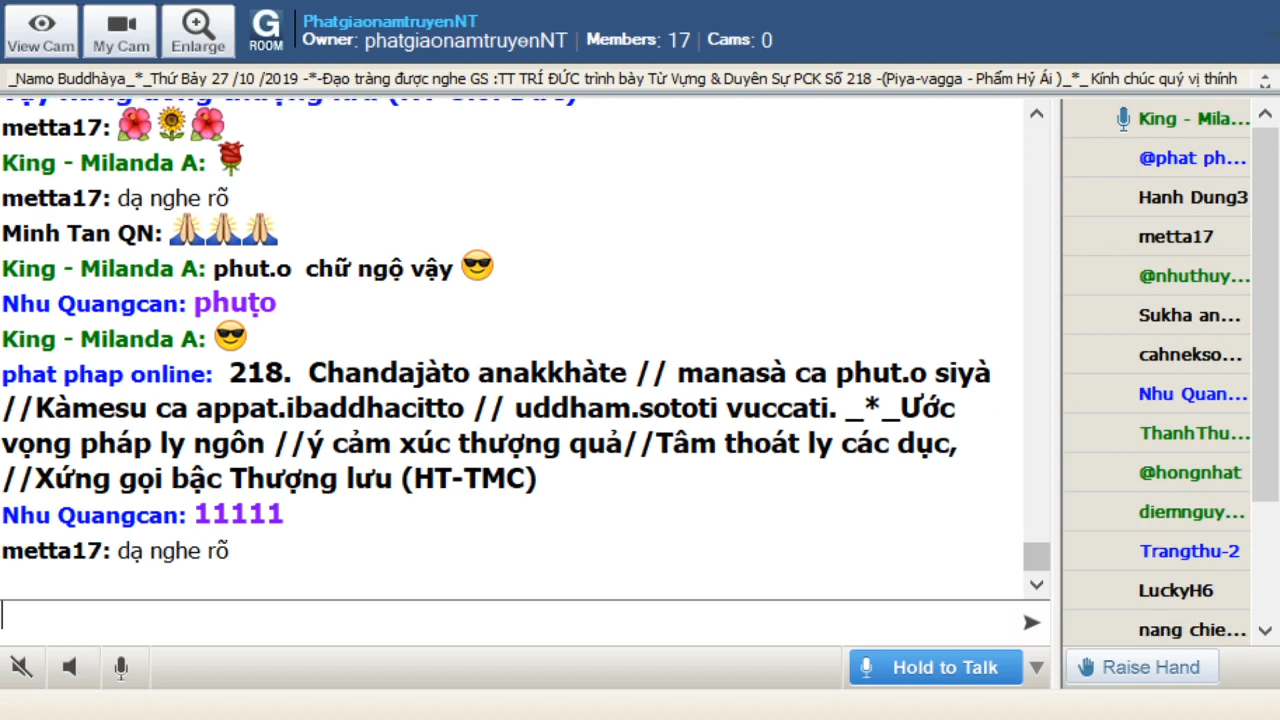 View Cam
My Cam
Enlarge
G
ROOM
PhatgiaonamtruyenNT
Owner: phatgiaonamtruyenNT | Members: 17 | Cams: 0
_Namo Buddhàya_*_Thứ Bảy 27 /10 /2019 -*-Đạo tràng được nghe GS :TT TRÍ ĐỨC trình bày Từ Vựng & Duyên Sự PCK Số 218 -(Piya-vagga - Phẩm Hỷ Ái )_*_Kính chúc quý vị thính
metta17:
King - Milanda A:
metta17: dạ nghe rõ
Minh Tan QN:
King - Milanda A: phut.o chữ ngộ vậy
Nhu Quangcan: phuṭo
King - Milanda A:
phat phap online: 218. Chandajàto anakkhàte // manasà ca phut.o siyà
//Kàmesu ca appat.ibaddhacitto // uddham.sototi vuccati. _*_Ước
vọng pháp ly ngôn //ý cảm xúc thượng quả//Tâm thoát ly các dục,
//Xứng gọi bậc Thượng lưu (HT-TMC)
Nhu Quangcan: 11111
metta17: dạ nghe rõ
Hold to Talk
King - Mila...
@phat ph...
Hanh Dung3
metta17
@nhuthuy...
Sukha an...
cahnekso...
Nhu Quan...
ThanhThu...
@hongnhat
diemnguy...
Trangthu-2
LuckyH6
nang chie...
Raise Hand